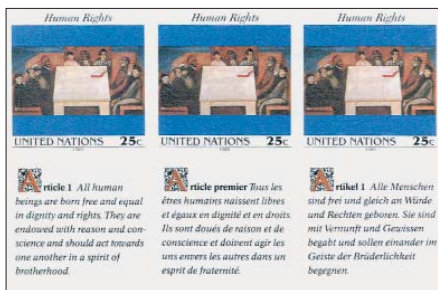 Human Rights
Human Rights
Human Rights
UNITED NATIONS 25c
UNITED NATIONS 25c
UNITED NATIONS 25c
Article 1 All human
beings are born free and equal
in dignity and rights. They are
endowed with reason and con-
science and should act towards
one another in a spirit of
brotherhood.
Article premier Tous les
êtres humains naissent libres
et égaux en dignité et en droits.
Ils sont doués de raison et de
conscience et doivent agir les
uns envers les autres dans un
esprit de fraternité.
Artikel 1 Alle Menschen
sind frei und gleich an Würde
und Rechten geboren. Sie sind
mit Vernunft und Gewissen
begabt und sollen einander im
Geiste der Brüderlichkeit
begegnen.